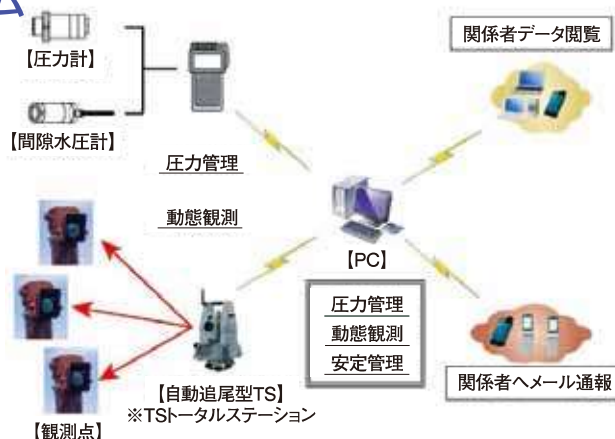 ム
【圧力計】
【間隙水圧計】
圧力管理
動態観測
関係者データ閲覧
【PC】
圧力管理
動態観測
安定管理
【自動追尾型TS】
※TSトータルステーション
【観測点】
関係者へメール通報